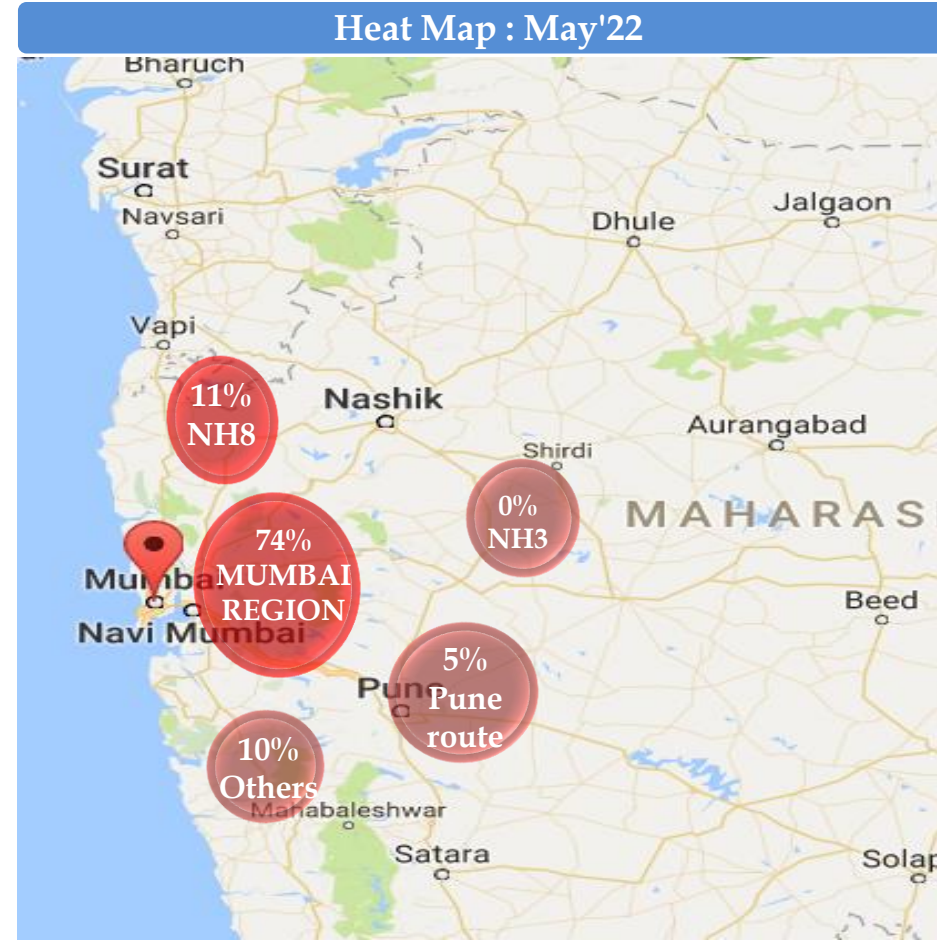 Heat Map : May'22
Bharuch
Surat
Navsari
Dhule
Jalgaon
Vapi
11%
NH8
Nashik
Aurangabad
Shirdi
0%
NH3
MAHARAS
74%
MUMBAI
REGION
Mumbai
Navi Mumbai
Beed
5%
Pune
route
Pune
10%
Others
Mahabaleshwar
Satara
Solap